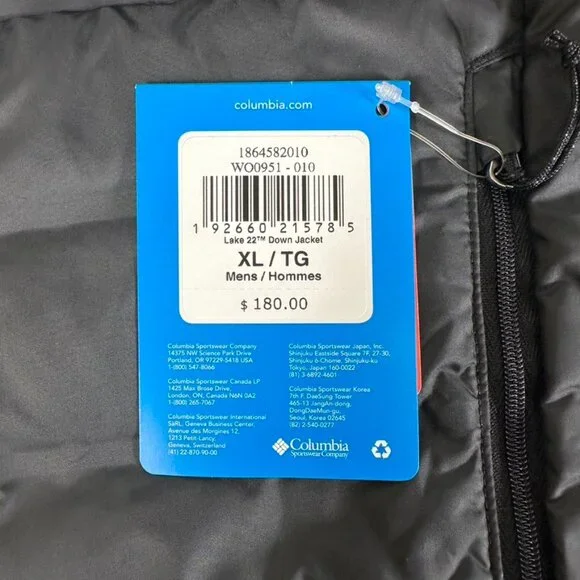 columbia.com
1864582010
WO0951 - 010
1 92660 21578 5
Lake 22™ Down Jacket
XL / TG
Mens / Hommes
$ 180.00
Columbia Sportswear Company
14375 NW Science Park Drive
Portland, OR 97229-5418 USA
1-(800) 547-8066
Columbia Sportswear Canada LP
1425 Max Brose Drive,
London, ON, Canada N6N 0A2
1-(800) 265-7067
Columbia Sportswear International
SàRL, Geneva Business Center,
Avenue des Morgines 12,
1213 Petit-Lancy,
Geneva, Switzerland
(41) 22-870-90-00
Columbia Sportswear Japan, Inc.
Shinjuku Eastside Square 7F, 27-30,
Shinjuku 6-Chome, Shinjuku-ku
Tokyo, Japan 160-0022
(81) 3-6892-4601
Columbia Sportswear Korea
7th F. DaeSung Tower
465-13 JangAn-dong,
DongDaeMun-gu,
Seoul, Korea 02645
(82) 2-540-0277
Columbia
Sportswear Company